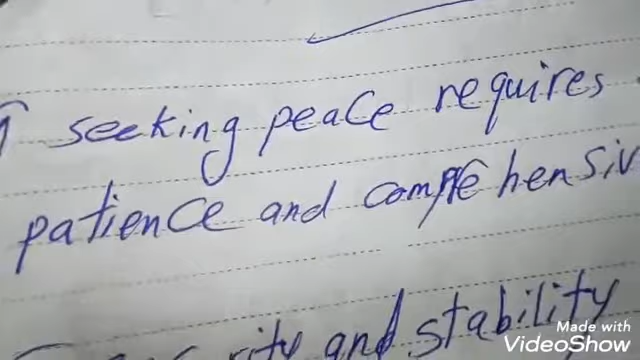 seeking peace requires
patience and comprehensiv
and stability
Made with
VideoShow